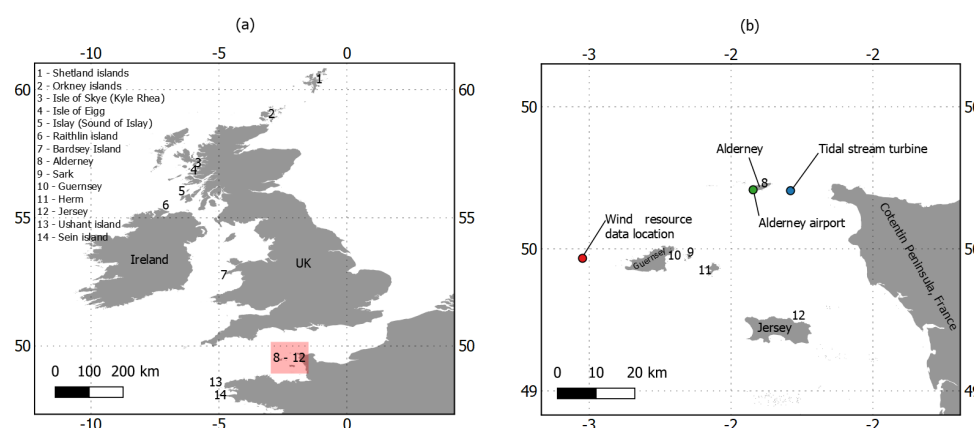 (a)
-10
-5
0
60
55
50
1 - Shetland islands
2 - Orkney islands
3 - Isle of Skye (Kyle Rhea)
4 - Isle of Eigg
5 - Islay (Sound of Islay)
6 - Raithlin island
7 - Bardsey Island
8 - Alderney
9 - Sark
10 - Guernsey
11 - Herm
12 - Jersey
13 - Ushant island
14 - Sein island
1
2
3
4
5
6
7
Ireland
UK
8 - 12
13
14
0 100 200 km
-10
-5
0
(b)
-3
-2
-2
50
50
50
50
49
49
Alderney
Tidal stream turbine
8
Alderney airport
Wind resource
data location
Guernsey
10
9
11
12
Jersey
Cotentin Peninsula, France
0 10 20 km
-3
-2
-2